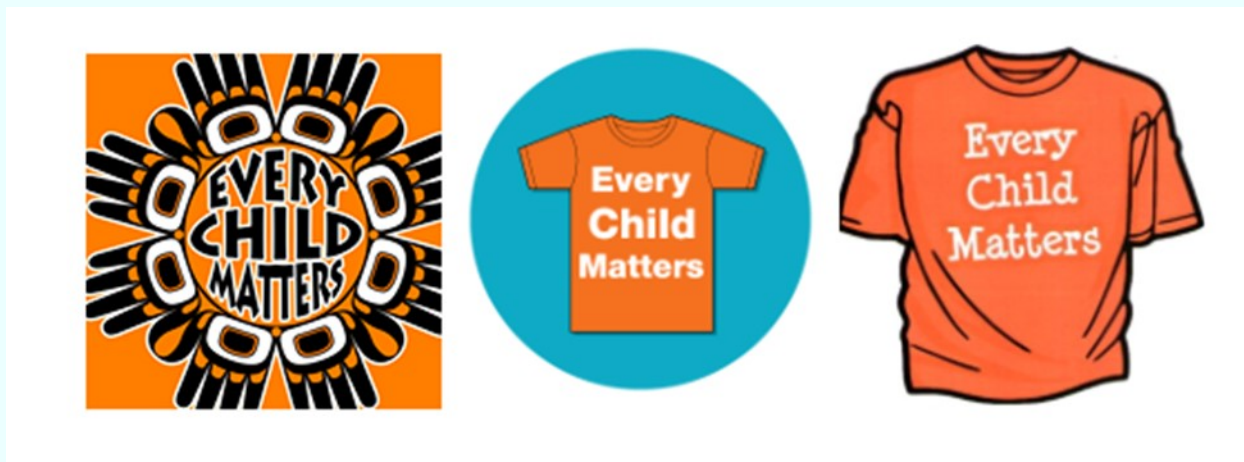 EVERY
CHILD
MATTERS
Every
Child
Matters
Every
Child
Matters